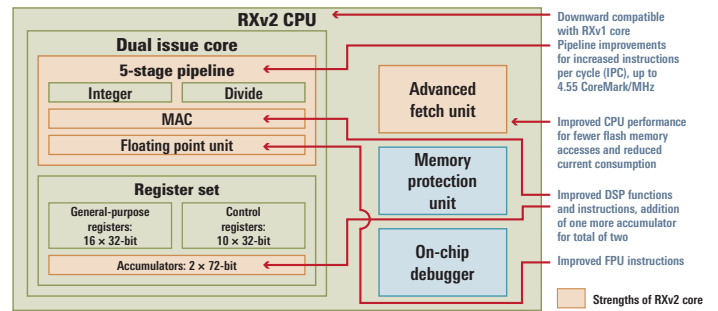 RXv2 CPU
Dual issue core
5-stage pipeline
Integer
Divide
MAC
Floating point unit
Register set
General-purpose
registers:
16 × 32-bit
Control
registers:
10 × 32-bit
Accumulators: 2 × 72-bit
Advanced
fetch unit
Memory
protection
unit
On-chip
debugger
Downward compatible
with RXv1 core
Pipeline improvements
for increased instructions
per cycle (IPC), up to
4.55 CoreMark/MHz
Improved CPU performance
for fewer flash memory
accesses and reduced
current consumption
Improved DSP functions
and instructions, addition
of one more accumulator
for total of two
Improved FPU instructions
Strengths of RXv2 core